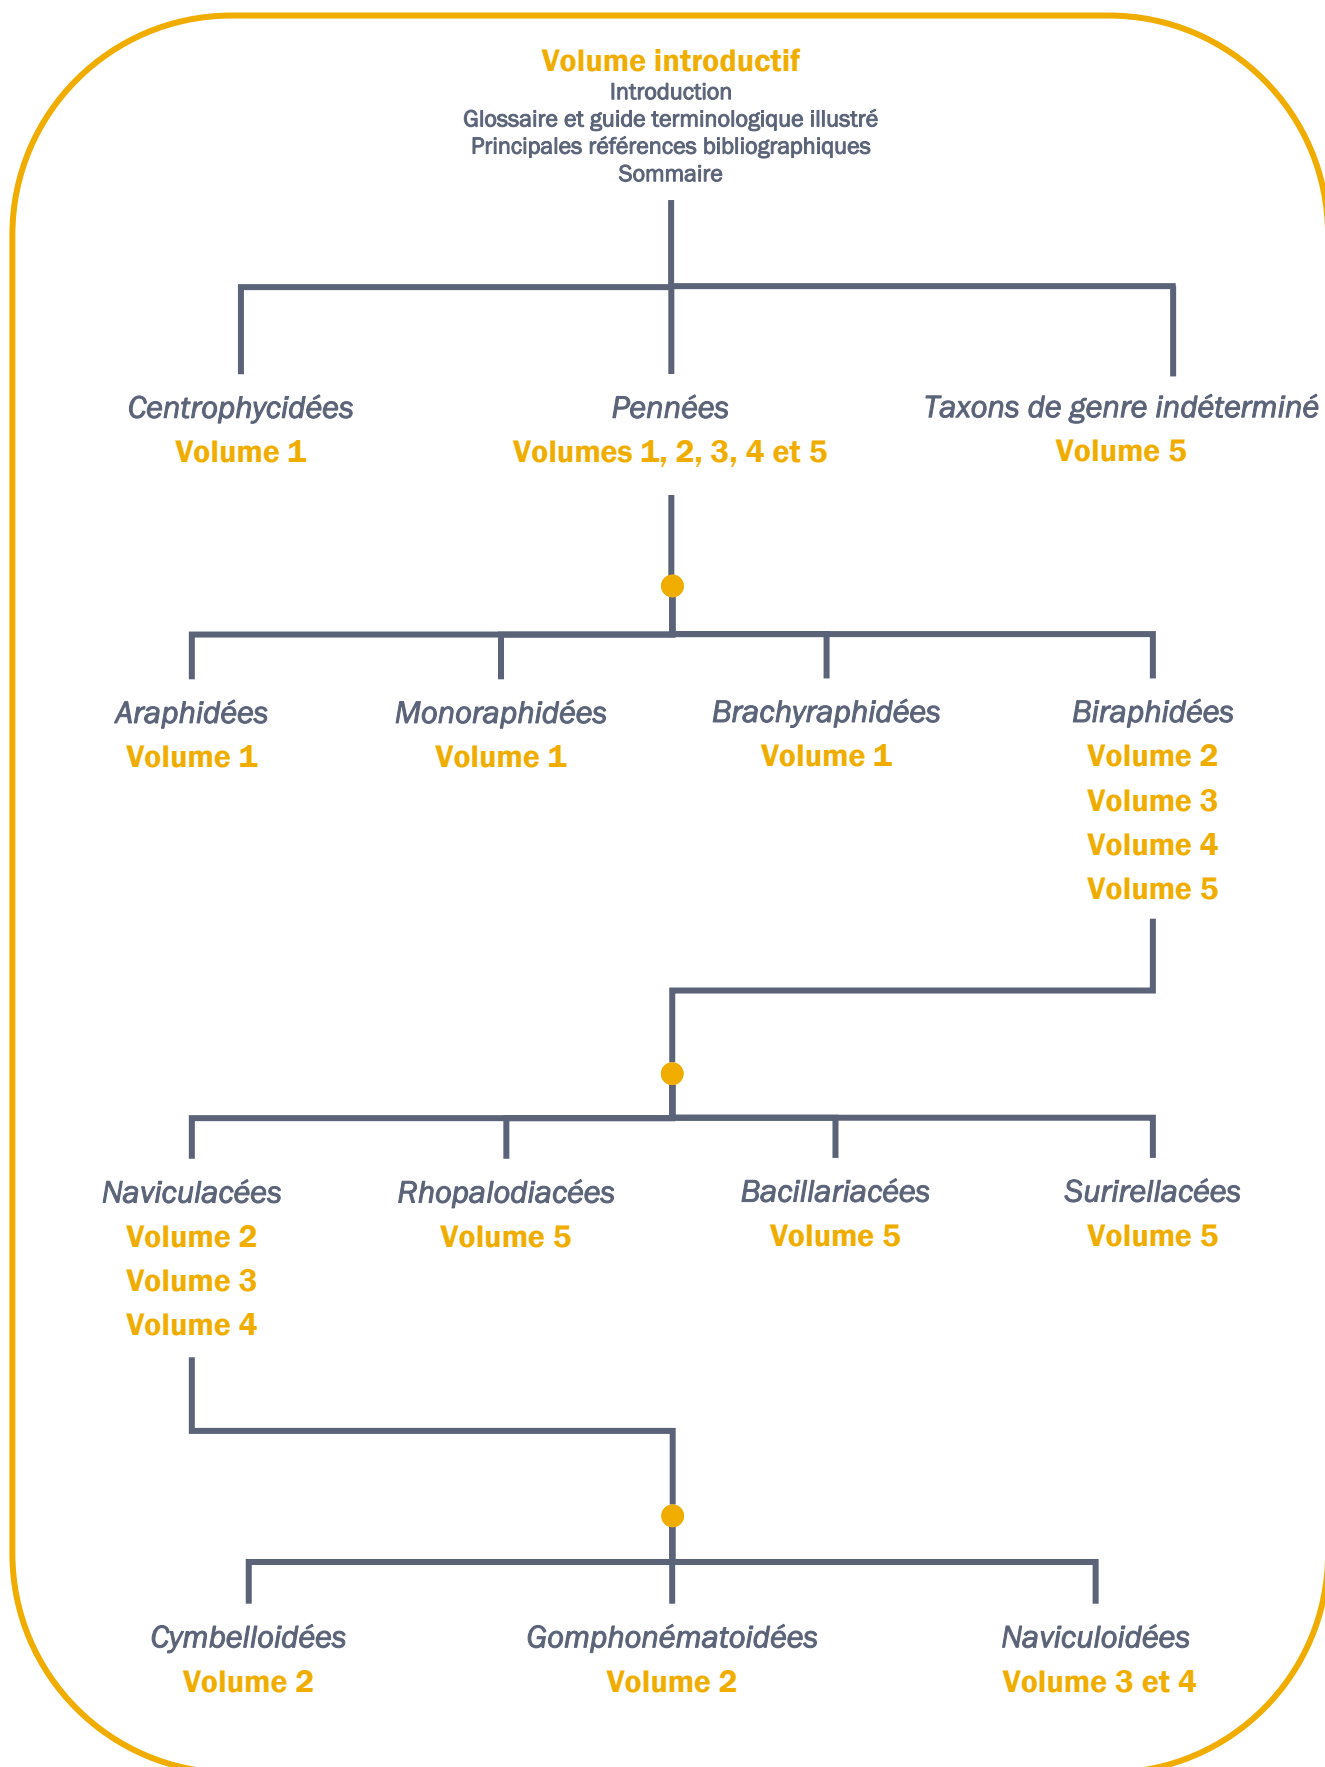 Volume introductif
Introduction
Glossaire et guide terminologique illustré
Principales références bibliographiques
Sommaire
Centrophycidées
Volume 1
Pennées
Volumes 1, 2, 3, 4 et 5
Taxons de genre indéterminé
Volume 5
Araphidées
Volume 1
Monoraphidées
Volume 1
Brachyraphidées
Volume 1
Biraphidées
Volume 2
Volume 3
Volume 4
Volume 5
Naviculacées
Volume 2
Volume 3
Volume 4
Rhopalodiacées
Volume 5
Bacillariacées
Volume 5
Surirellacées
Volume 5
Cymbelloidées
Volume 2
Gomphonématoidées
Volume 2
Naviculoidées
Volume 3 et 4